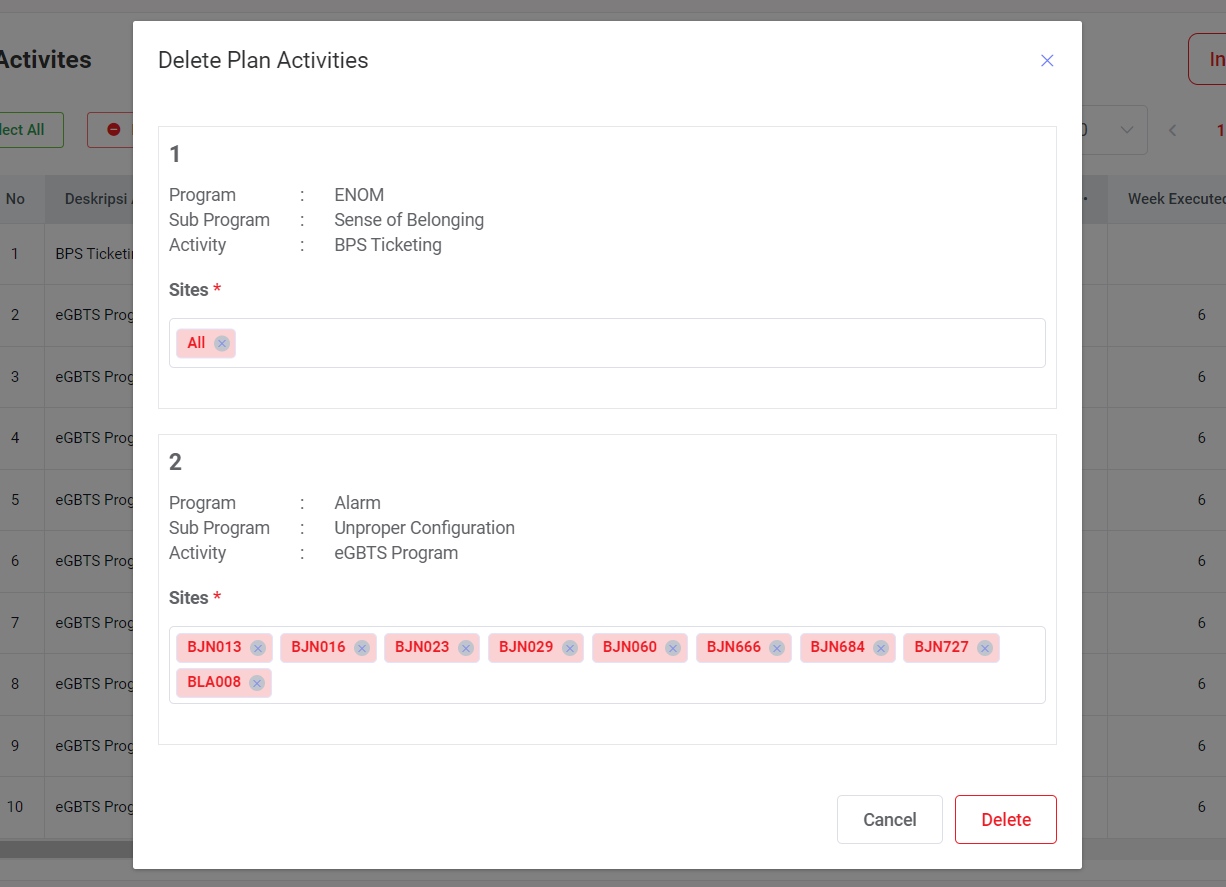 Activites
Delete Plan Activities
lect All
1
No
Deskripsi
Week Executed
1
Program : ENOM
Sub Program : Sense of Belonging
Activity : BPS Ticketing
Sites *
All
2
Program : Alarm
Sub Program : Unproper Configuration
Activity : eGBTS Program
Sites *
BJN013 BJN016 BJN023 BJN029 BJN060 BJN666 BJN684 BJN727
BLA008
Cancel Delete
1 BPS Ticketi
2 eGBTS Prog 6
3 eGBTS Prog 6
4 eGBTS Prog 6
5 eGBTS Prog 6
6 eGBTS Prog 6
7 eGBTS Prog 6
8 eGBTS Prog 6
9 eGBTS Prog 6
10 eGBTS Prog 6